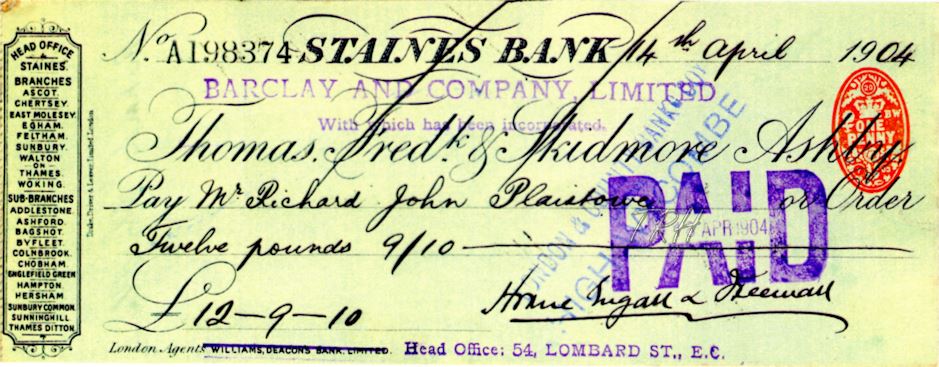 HEAD OFFICE
STAINES.
BRANCHES
ASCOT.
CHERTSEY.
EAST MOLESEY.
EGHAM.
FELTHAM.
SUNBURY.
WALTON
ON
THAMES.
WOKING.
SUB-BRANCHES
ADDLESTONE.
ASHFORD.
BAGSHOT.
BYFLEET.
COLNBROOK.
CHOBHAM.
ENGLEFIELD GREEN
HAMPTON.
HERSHAM
SUNBURY COMMON.
SUNNINGHILL
THAMES DITTON.
No. A198374 STAINES BANK 14th April 1904
BARCLAY AND COMPANY, LIMITED
With which has been incorporated.
Thomas. Fredk. & Skidmore Ashby
Pay Mr Richard John Plaistowe or Order
PAID
APR 1904
Twelve pounds 9/10
£12-9-10
London Agents WILLIAMS, DEACON'S BANK, LIMITED. Head Office: 54, LOMBARD ST., E.C.